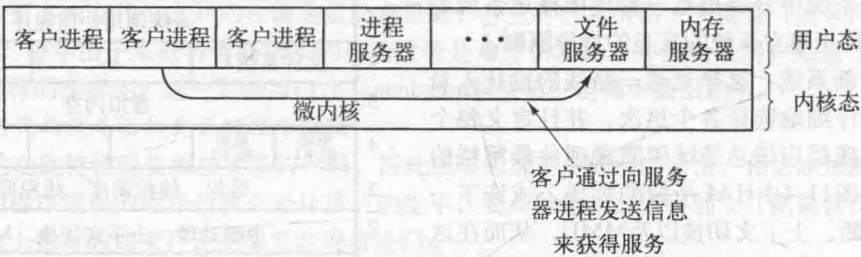 客户进程 客户进程 客户进程 进程服务器 ··· 文件服务器 内存服务器 用户态
微内核 内核态
客户通过向服务
器进程发送信息
来获得服务